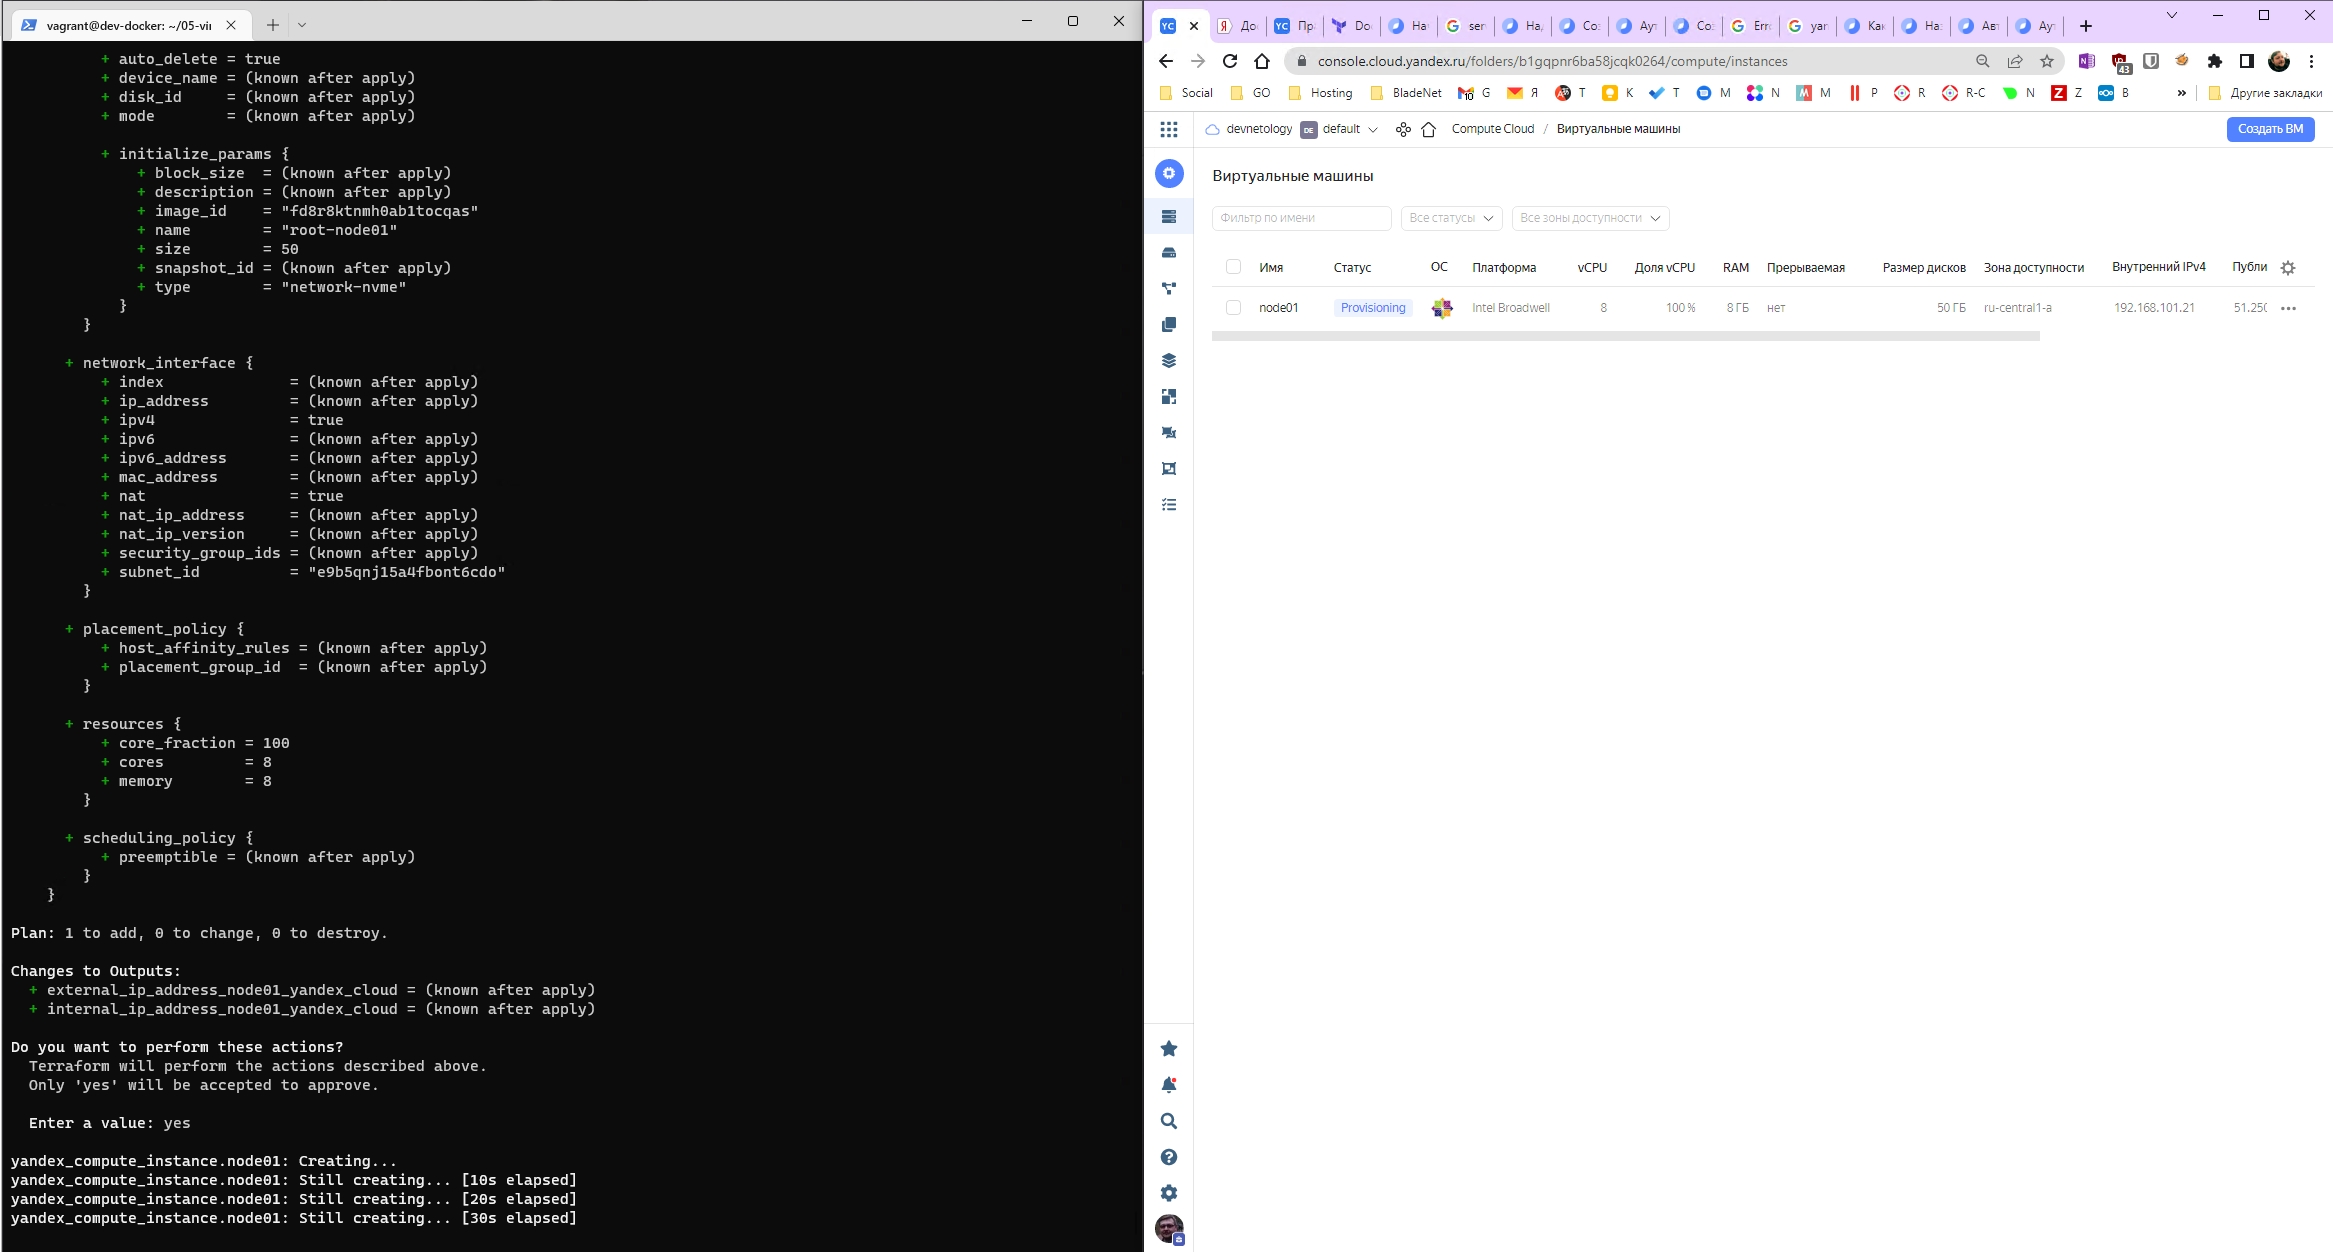 vagrant@dev-docker: ~/05-vir
+ auto_delete = true
+ device_name = (known after apply)
+ disk_id     = (known after apply)
+ mode        = (known after apply)
+ initialize_params {
+ block_size  = (known after apply)
+ description = (known after apply)
+ image_id    = "fd8r8ktnmh0ab1tocqas"
+ name        = "root-node01"
+ size        = 50
+ snapshot_id = (known after apply)
+ type        = "network-nvme"
}
}
+ network_interface {
+ index              = (known after apply)
+ ip_address         = (known after apply)
+ ipv4               = true
+ ipv6               = (known after apply)
+ ipv6_address       = (known after apply)
+ mac_address        = (known after apply)
+ nat                = true
+ nat_ip_address     = (known after apply)
+ nat_ip_version     = (known after apply)
+ security_group_ids = (known after apply)
+ subnet_id          = "e9b5qnj15a4fbont6cdo"
}
+ placement_policy {
+ host_affinity_rules = (known after apply)
+ placement_group_id  = (known after apply)
}
+ resources {
+ core_fraction = 100
+ cores         = 8
+ memory        = 8
}
+ scheduling_policy {
+ preemptible = (known after apply)
}
}
Plan: 1 to add, 0 to change, 0 to destroy.
Changes to Outputs:
+ external_ip_address_node01_yandex_cloud = (known after apply)
+ internal_ip_address_node01_yandex_cloud = (known after apply)
Do you want to perform these actions?
Terraform will perform the actions described above.
Only 'yes' will be accepted to approve.
Enter a value: yes
yandex_compute_instance.node01: Creating...
yandex_compute_instance.node01: Still creating... [10s elapsed]
yandex_compute_instance.node01: Still creating... [20s elapsed]
yandex_compute_instance.node01: Still creating... [30s elapsed]
YC До YC Пр Do На ser На Со Ау Со Err yan Как На Ав Ау
console.cloud.yandex.ru/folders/b1gqpnr6ba58jcqk0264/compute/instances 43
Social GO Hosting BladeNet 10 G Я T K T M N M P R R-C N Z Z B » Другие закладки
devnetology DE default Compute Cloud / Виртуальные машины Создать ВМ
Виртуальные машины
Фильтр по имени Все статусы Все зоны доступности
Имя Статус ОС Платформа vCPU Доля vCPU RAM Прерываемая Размер дисков Зона доступности Внутренний IPv4 Публи
node01 Provisioning Intel Broadwell 8 100 % 8 ГБ нет 50 ГБ ru-central1-a 192.168.101.21 51.250